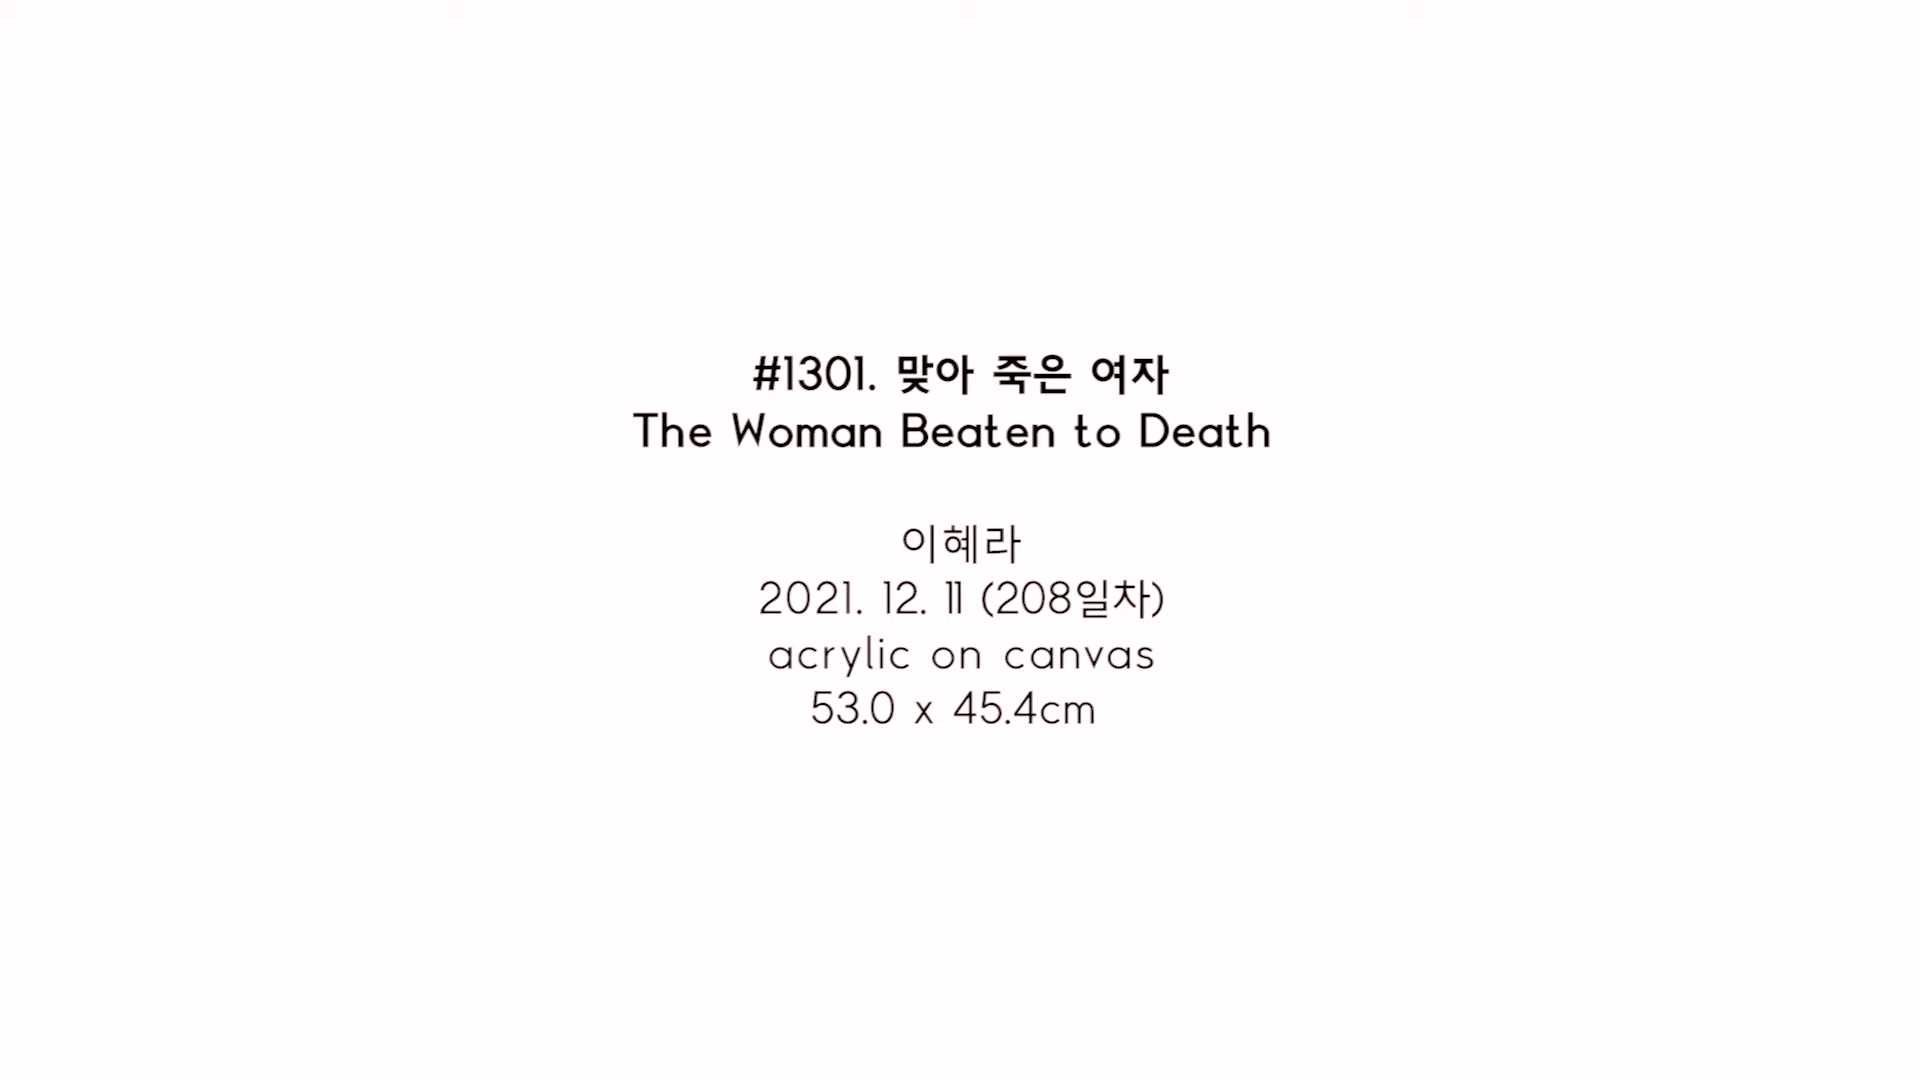 #1301. 맞아 죽은 여자
The Woman Beaten to Death
이혜라
2021. 12. 11 (208일차)
acrylic on canvas
53.0 x 45.4cm